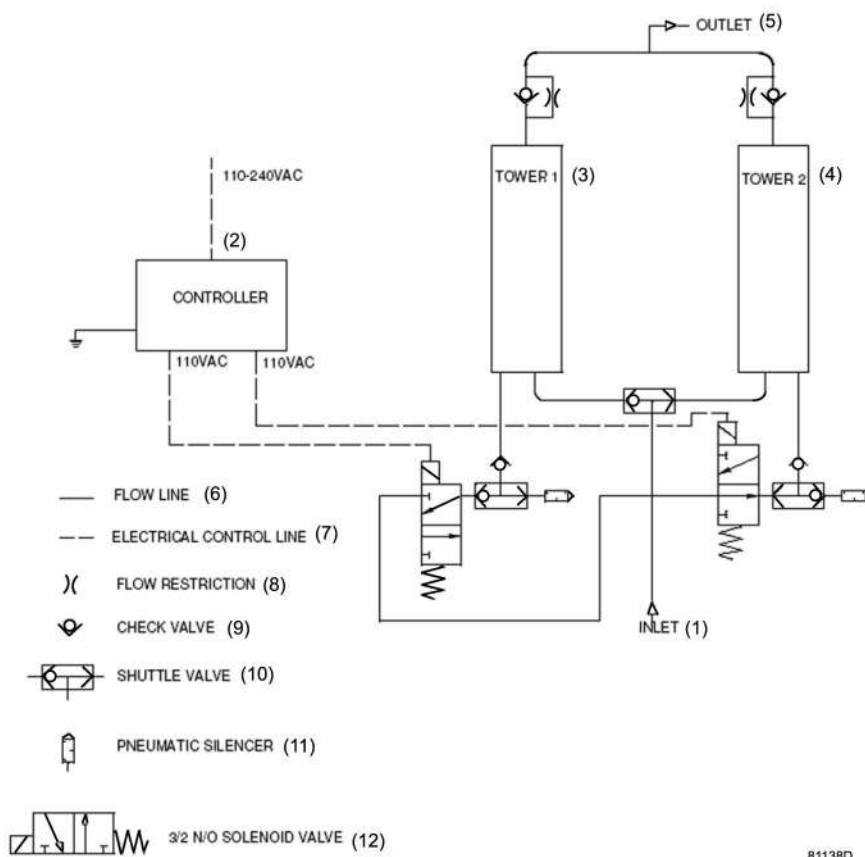 OUTLET (5)
TOWER 1 (3)
TOWER 2 (4)
110-240VAC
(2)
CONTROLLER
110VAC 110VAC
FLOW LINE (6)
ELECTRICAL CONTROL LINE (7)
FLOW RESTRICTION (8)
CHECK VALVE (9)
INLET (1)
SHUTTLE VALVE (10)
PNEUMATIC SILENCER (11)
3/2 N/O SOLENOID VALVE (12)
81138D